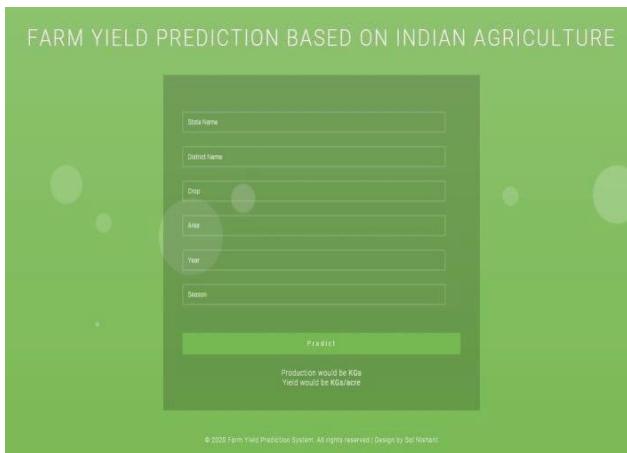 FARM YIELD PREDICTION BASED ON INDIAN AGRICULTURE
State Name
District Name
Crop
Area
Year
Season
Predict
Production would be KGs
Yield would be KGs/acre
© 2020 Farm Yield Prediction System. All rights reserved | Design by Sai Nishant